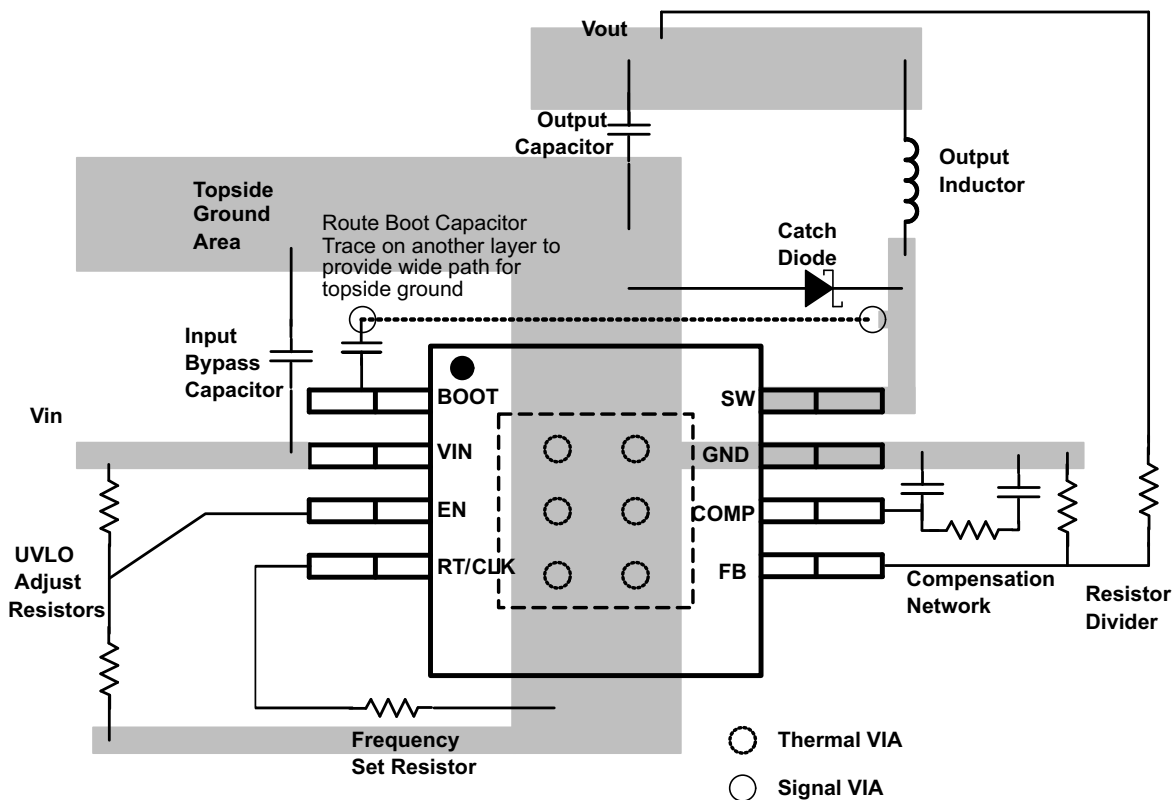 Vout
Output
Capacitor
Output
Inductor
Topside
Ground
Area
Route Boot Capacitor
Trace on another layer to
provide wide path for
topside ground
Catch
Diode
Input
Bypass
Capacitor
BOOT
SW
Vin
VIN
GND
EN
COMP
RT/CLK
FB
UVLO
Adjust
Resistors
Compensation
Network
Resistor
Divider
Frequency
Set Resistor
Thermal VIA
Signal VIA